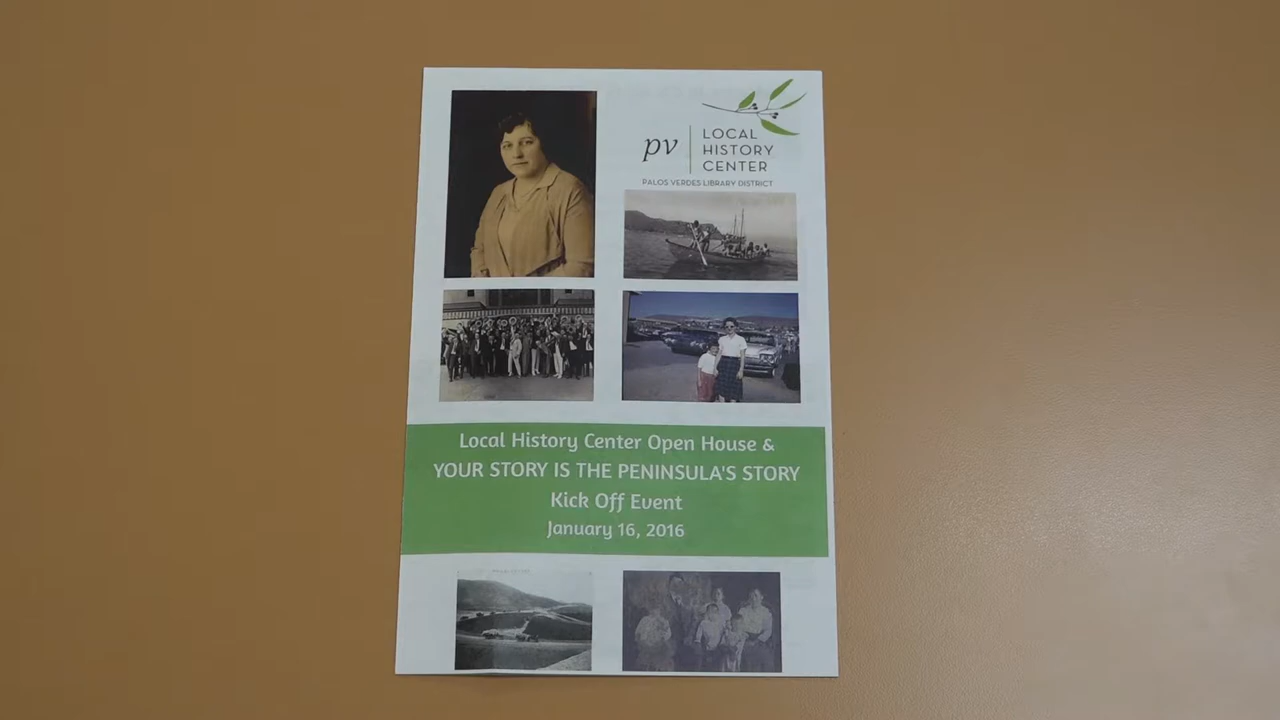 pv
LOCAL
HISTORY
CENTER
PALOS VERDES LIBRARY DISTRICT
Local History Center Open House &
YOUR STORY IS THE PENINSULA'S STORY
Kick Off Event
January 16, 2016